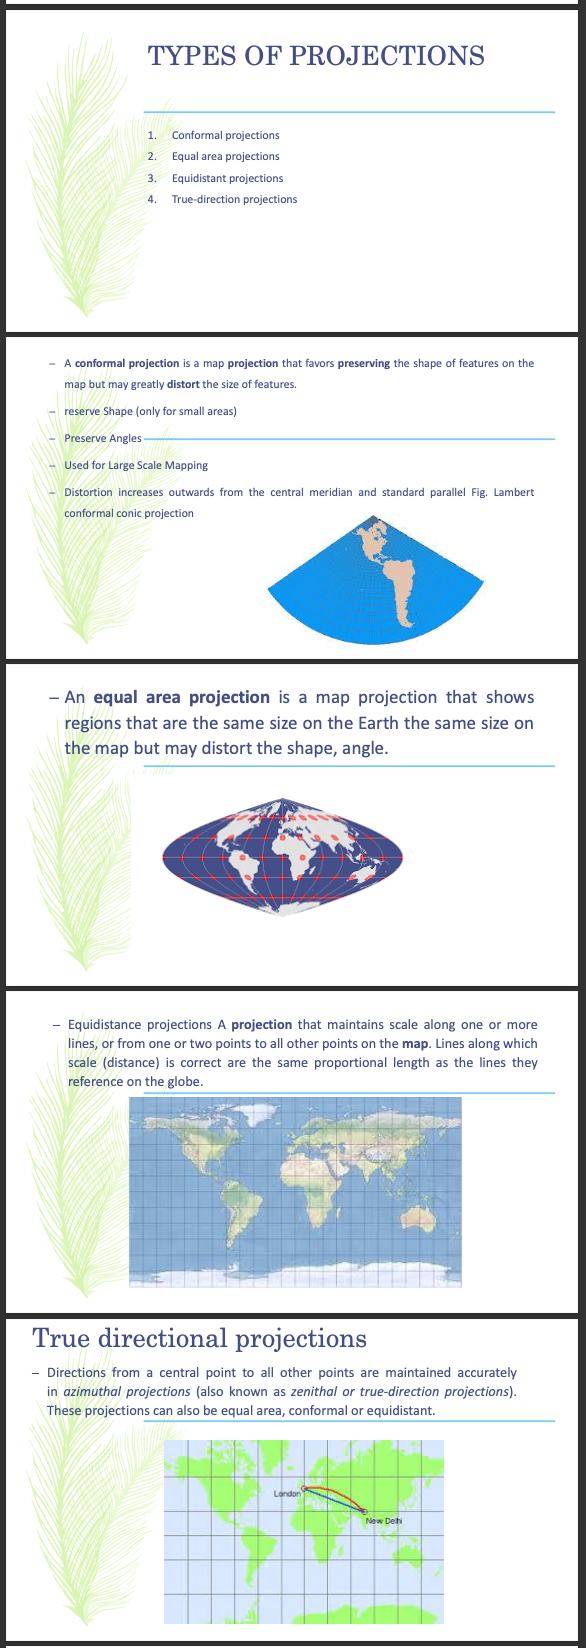 TYPES OF PROJECTIONS
1. Conformal projections
2. Equal area projections
3. Equidistant projections
4. True-direction projections
– A conformal projection is a map projection that favors preserving the shape of features on the
map but may greatly distort the size of features.
– reserve Shape (only for small areas)
– Preserve Angles
– Used for Large Scale Mapping
– Distortion increases outwards from the central meridian and standard parallel Fig. Lambert
conformal conic projection
– An equal area projection is a map projection that shows
regions that are the same size on the Earth the same size on
the map but may distort the shape, angle.
– Equidistance projections A projection that maintains scale along one or more
lines, or from one or two points to all other points on the map. Lines along which
scale (distance) is correct are the same proportional length as the lines they
reference on the globe.
True directional projections
– Directions from a central point to all other points are maintained accurately
in azimuthal projections (also known as zenithal or true-direction projections).
These projections can also be equal area, conformal or equidistant.
London
New Delhi